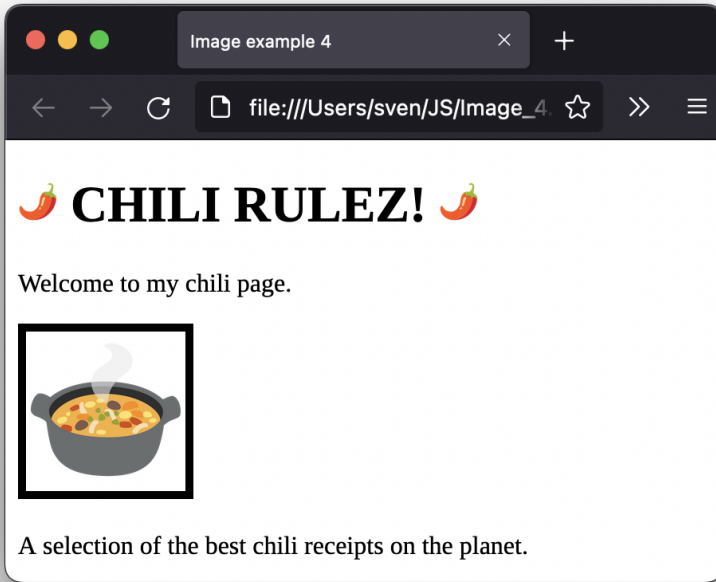 Image example 4
file:///Users/sven/JS/Image_4.
🌶️ CHILI RULEZ! 🌶️
Welcome to my chili page.
A selection of the best chili receipts on the planet.